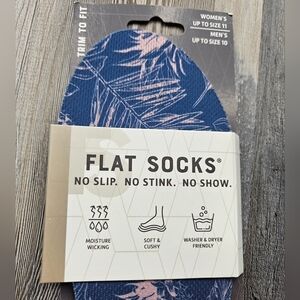 TRIM TO FIT
WOMEN'S
UP TO SIZE 11
MEN'S
UP TO SIZE 10
FLAT SOCKS®
NO SLIP. NO STINK. NO SHOW.
MOISTURE
WICKING
SOFT &
CUSHY
WASHER & DRYER
FRIENDLY